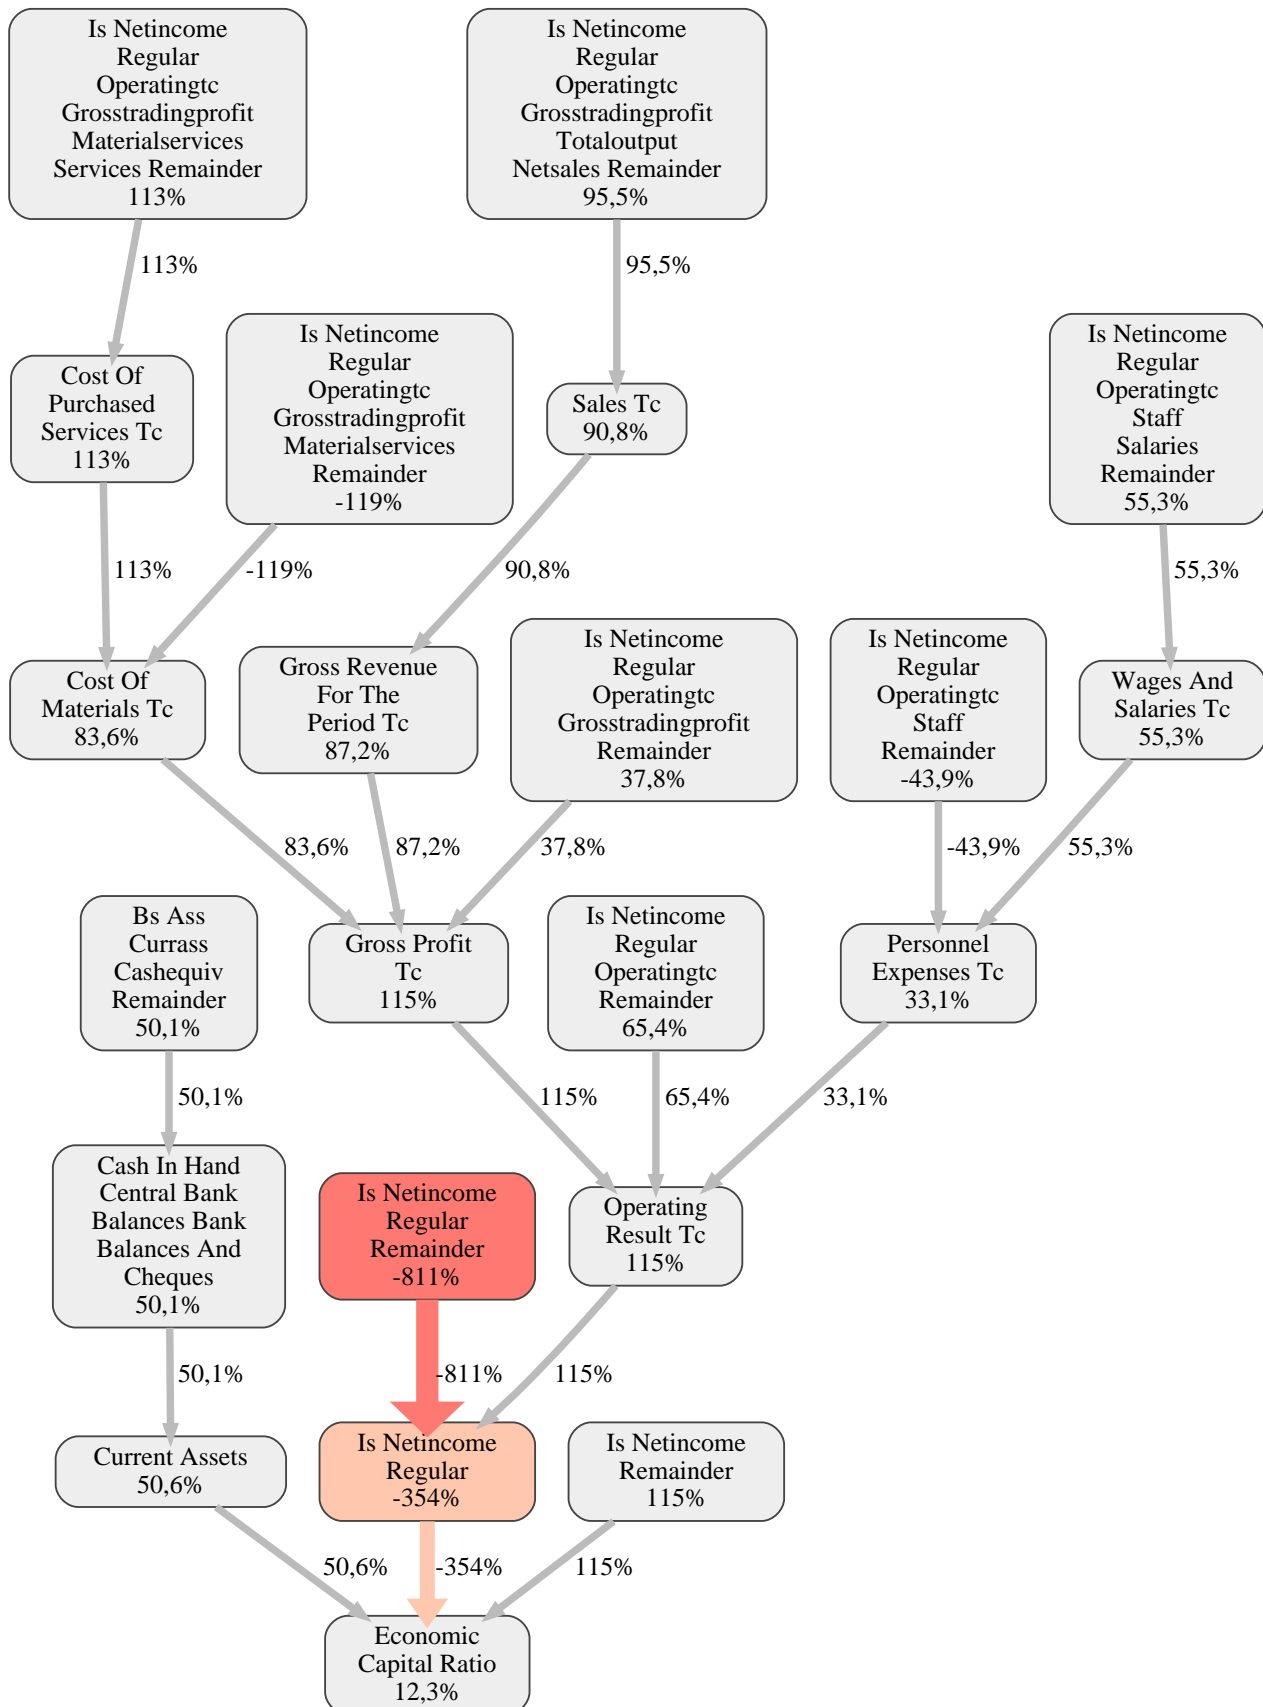 Is Netincome
Regular
Operatingtc
Grosstradingprofit
Materialservices
Services Remainder
113%
Is Netincome
Regular
Operatingtc
Grosstradingprofit
Totaloutput
Netsales Remainder
95,5%
113%
95,5%
Cost Of
Purchased
Services Tc
113%
Is Netincome
Regular
Operatingtc
Grosstradingprofit
Materialservices
Remainder
-119%
Sales Tc
90,8%
Is Netincome
Regular
Operatingtc
Staff
Salaries
Remainder
55,3%
113%
-119%
90,8%
55,3%
Cost Of
Materials Tc
83,6%
Gross Revenue
For The
Period Tc
87,2%
Is Netincome
Regular
Operatingtc
Grosstradingprofit
Remainder
37,8%
Is Netincome
Regular
Operatingtc
Staff
Remainder
-43,9%
Wages And
Salaries Tc
55,3%
83,6%
87,2%
37,8%
-43,9%
55,3%
Bs Ass
Currass
Cashequiv
Remainder
50,1%
Gross Profit
Tc
115%
Is Netincome
Regular
Operatingtc
Remainder
65,4%
Personnel
Expenses Tc
33,1%
50,1%
115%
65,4%
33,1%
Cash In Hand
Central Bank
Balances Bank
Balances And
Cheques
50,1%
Is Netincome
Regular
Remainder
-811%
Operating
Result Tc
115%
50,1%
-811%
115%
Current Assets
50,6%
Is Netincome
Regular
-354%
Is Netincome
Remainder
115%
50,6%
-354%
115%
Economic
Capital Ratio
12,3%